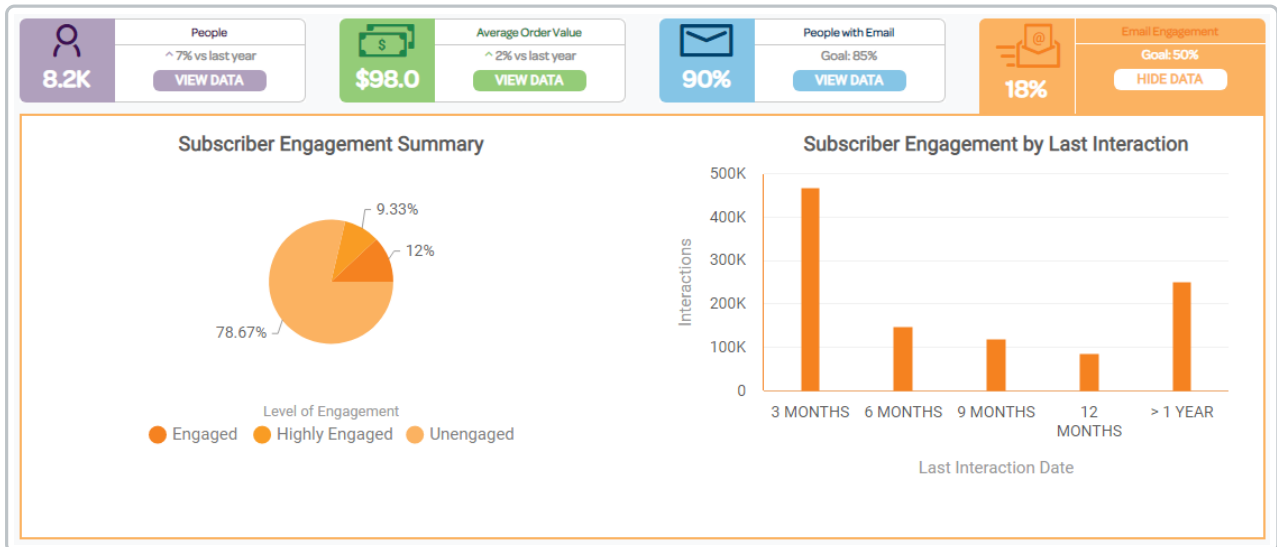 8.2K
People
^ 7% vs last year
VIEW DATA
$
$98.0
Average Order Value
^ 2% vs last year
VIEW DATA
90%
People with Email
Goal: 85%
VIEW DATA
@
18%
Email Engagement
Goal: 50%
HIDE DATA
Subscriber Engagement Summary
9.33%
12%
78.67%
Level of Engagement
Engaged Highly Engaged Unengaged
Subscriber Engagement by Last Interaction
Interactions
500K
400K
300K
200K
100K
0
3 MONTHS 6 MONTHS 9 MONTHS 12 MONTHS > 1 YEAR
Last Interaction Date